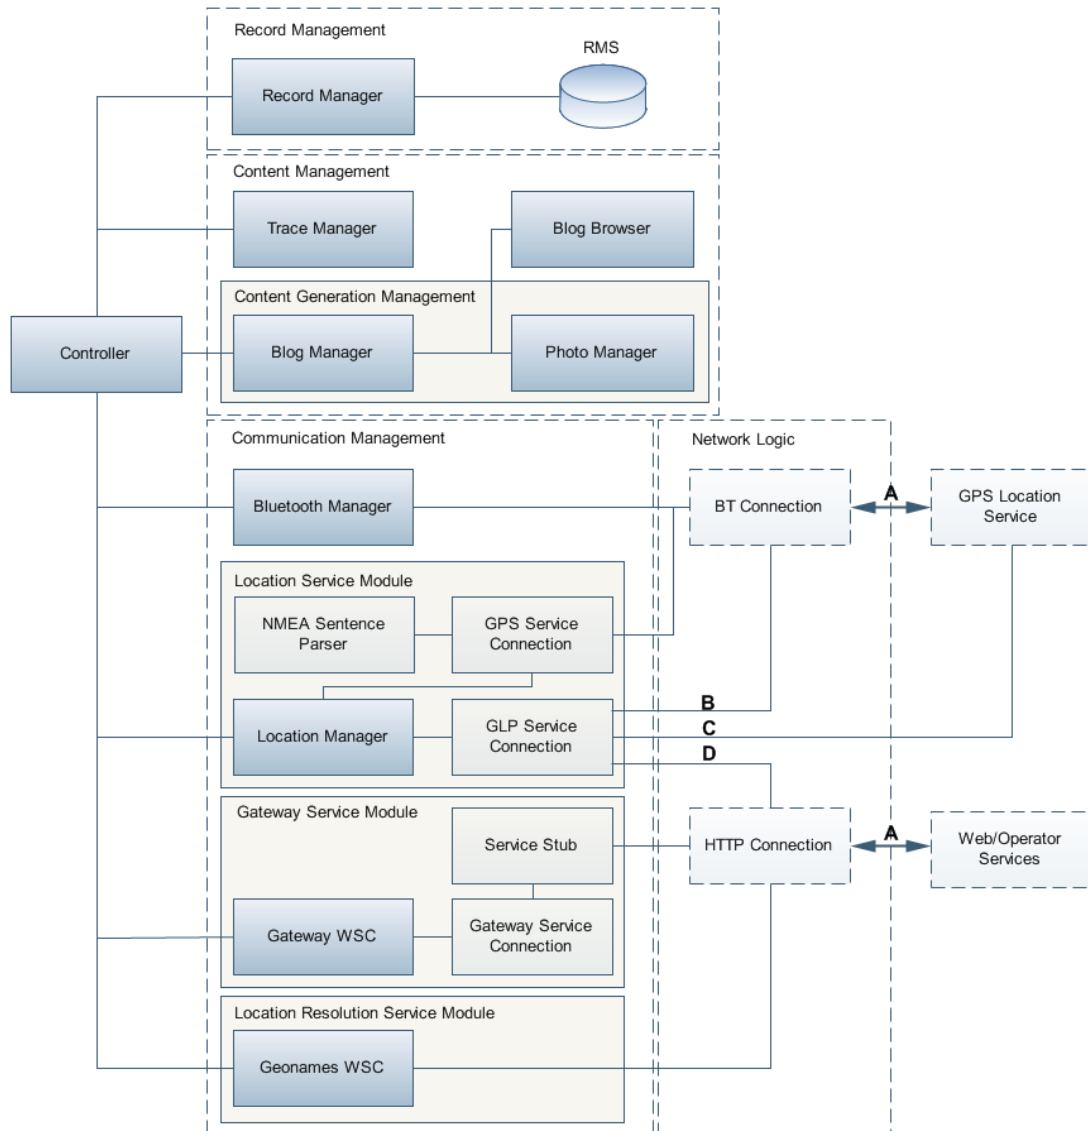 Record Management
RMS
Record Manager
Content Management
Trace Manager
Blog Browser
Content Generation Management
Controller
Blog Manager
Photo Manager
Communication Management
Network Logic
Bluetooth Manager
BT Connection
A
GPS Location
Service
Location Service Module
NMEA Sentence
Parser
GPS Service
Connection
B
Location Manager
GLP Service
Connection
C
D
Gateway Service Module
Service Stub
HTTP Connection
A
Web/Operator
Services
Gateway WSC
Gateway Service
Connection
Location Resolution Service Module
Geonames WSC